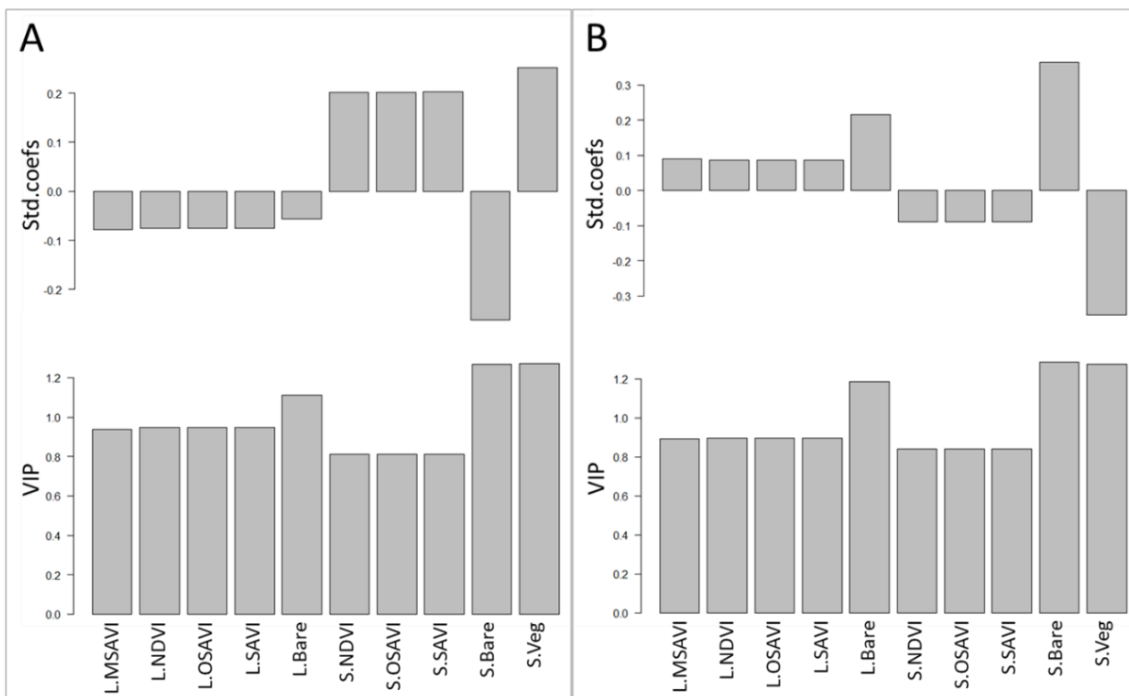 A
Std.coefs
0.2
0.1
0.0
-0.1
-0.2
VIP
1.2
1.0
0.8
0.6
0.4
0.2
0.0
L.MSAVI
L.NDVI
L.OSAVI
L.SAVI
L.Bare
S.NDVI
S.OSAVI
S.SAVI
S.Bare
S.Veg
B
Std.coefs
0.3
0.2
0.1
0.0
-0.1
-0.2
-0.3
VIP
1.2
1.0
0.8
0.6
0.4
0.2
0.0
L.MSAVI
L.NDVI
L.OSAVI
L.SAVI
L.Bare
S.NDVI
S.OSAVI
S.SAVI
S.Bare
S.Veg